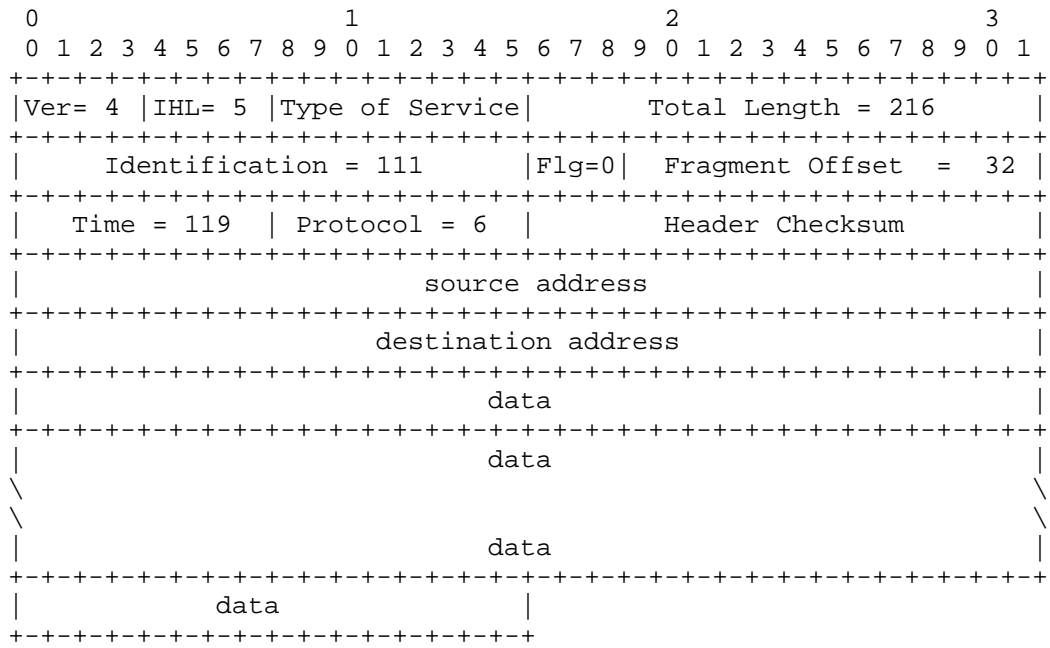 0                   1                   2                   3
0 1 2 3 4 5 6 7 8 9 0 1 2 3 4 5 6 7 8 9 0 1 2 3 4 5 6 7 8 9 0 1
+-+-+-+-+-+-+-+-+-+-+-+-+-+-+-+-+-+-+-+-+-+-+-+-+-+-+-+-+-+-+-+-+
|Ver= 4 |IHL= 5 |Type of Service|       Total Length = 216      |
+-+-+-+-+-+-+-+-+-+-+-+-+-+-+-+-+-+-+-+-+-+-+-+-+-+-+-+-+-+-+-+-+
|     Identification = 111      |Flg=0|  Fragment Offset  =  32 |
+-+-+-+-+-+-+-+-+-+-+-+-+-+-+-+-+-+-+-+-+-+-+-+-+-+-+-+-+-+-+-+-+
|   Time = 119  | Protocol = 6  |        Header Checksum        |
+-+-+-+-+-+-+-+-+-+-+-+-+-+-+-+-+-+-+-+-+-+-+-+-+-+-+-+-+-+-+-+-+
|                         source address                        |
+-+-+-+-+-+-+-+-+-+-+-+-+-+-+-+-+-+-+-+-+-+-+-+-+-+-+-+-+-+-+-+-+
|                      destination address                      |
+-+-+-+-+-+-+-+-+-+-+-+-+-+-+-+-+-+-+-+-+-+-+-+-+-+-+-+-+-+-+-+-+
|                             data                              |
+-+-+-+-+-+-+-+-+-+-+-+-+-+-+-+-+-+-+-+-+-+-+-+-+-+-+-+-+-+-+-+-+
|                             data                              |
\                                                               \
\                                                               \
|                             data                              |
+-+-+-+-+-+-+-+-+-+-+-+-+-+-+-+-+-+-+-+-+-+-+-+-+-+-+-+-+-+-+-+-+
|            data               |
+-+-+-+-+-+-+-+-+-+-+-+-+-+-+-+-+